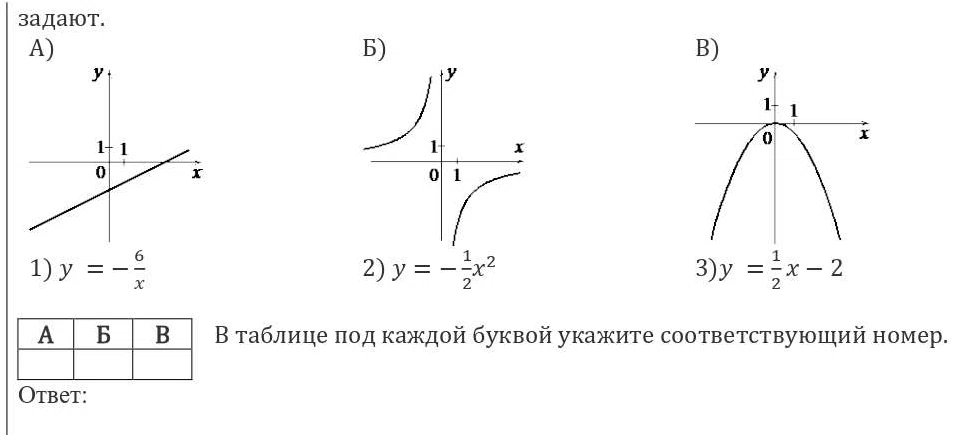 задают.
А) Б) В)
y y y
1 1 0 x
1 0 1 x
1 1 0 x
1) y = −6/x 2) y = −1/2x² 3)y = 1/2 x − 2
А Б В В таблице под каждой буквой укажите соответствующий номер.
Ответ: